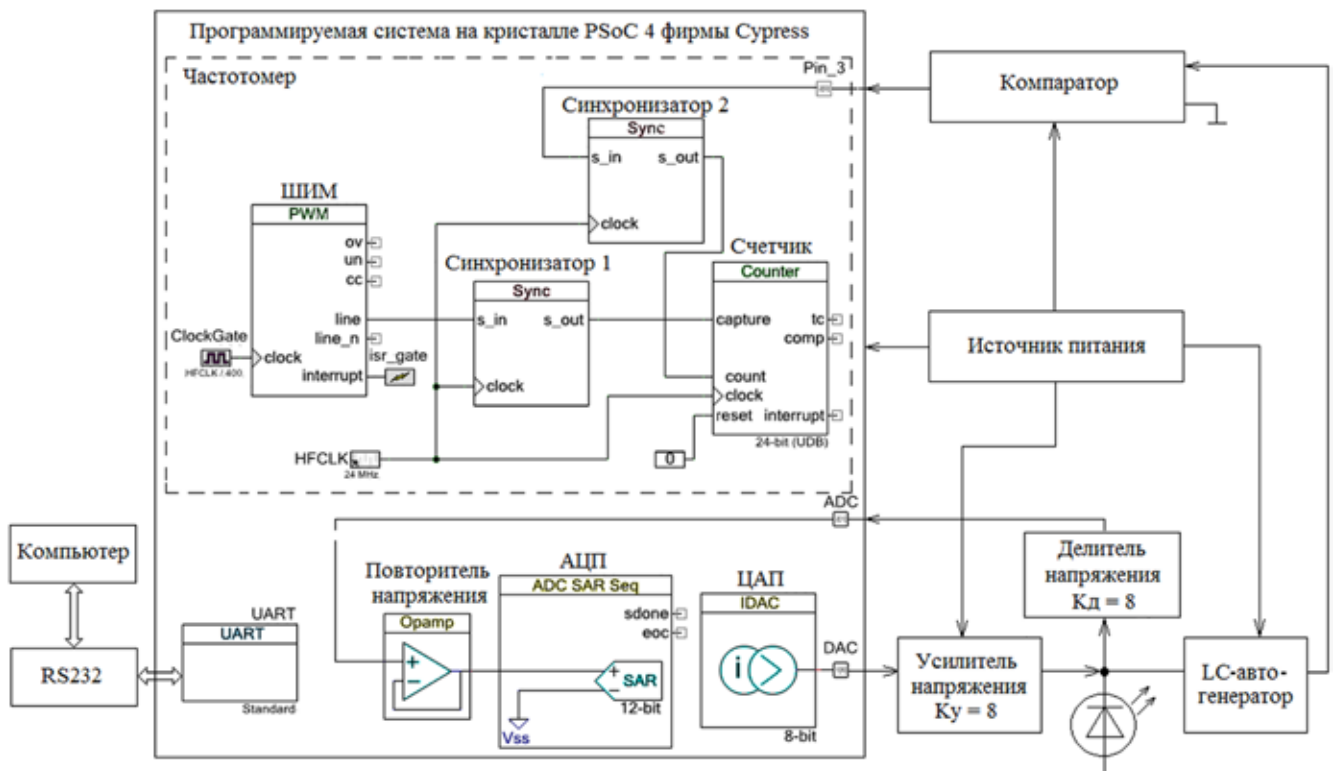 Программируемая система на кристалле PSoC 4 фирмы Cypress
Частотомер
Pin_3
Компаратор
Синхронизатор 2
Sync
s_in
s_out
clock
ШИМ
PWM
ov
un
cc
line
line_n
interrupt
clock
ClockGate
HFCLK / 400.
isr_gate
Синхронизатор 1
Sync
s_in
s_out
clock
Счетчик
Counter
capture
tc
comp
count
clock
reset
interrupt
24-bit (UDB)
0
HFCLK
24 MHz
Источник питания
ADC
Компьютер
RS232
UART
UART
Standard
Повторитель
напряжения
Opamp
АЦП
ADC SAR Seq
sdone
eoc
SAR
12-bit
Vss
ЦАП
IDAC
i
8-bit
DAC
Делитель
напряжения
Кд = 8
Усилитель
напряжения
Ку = 8
LC-авто-
генератор